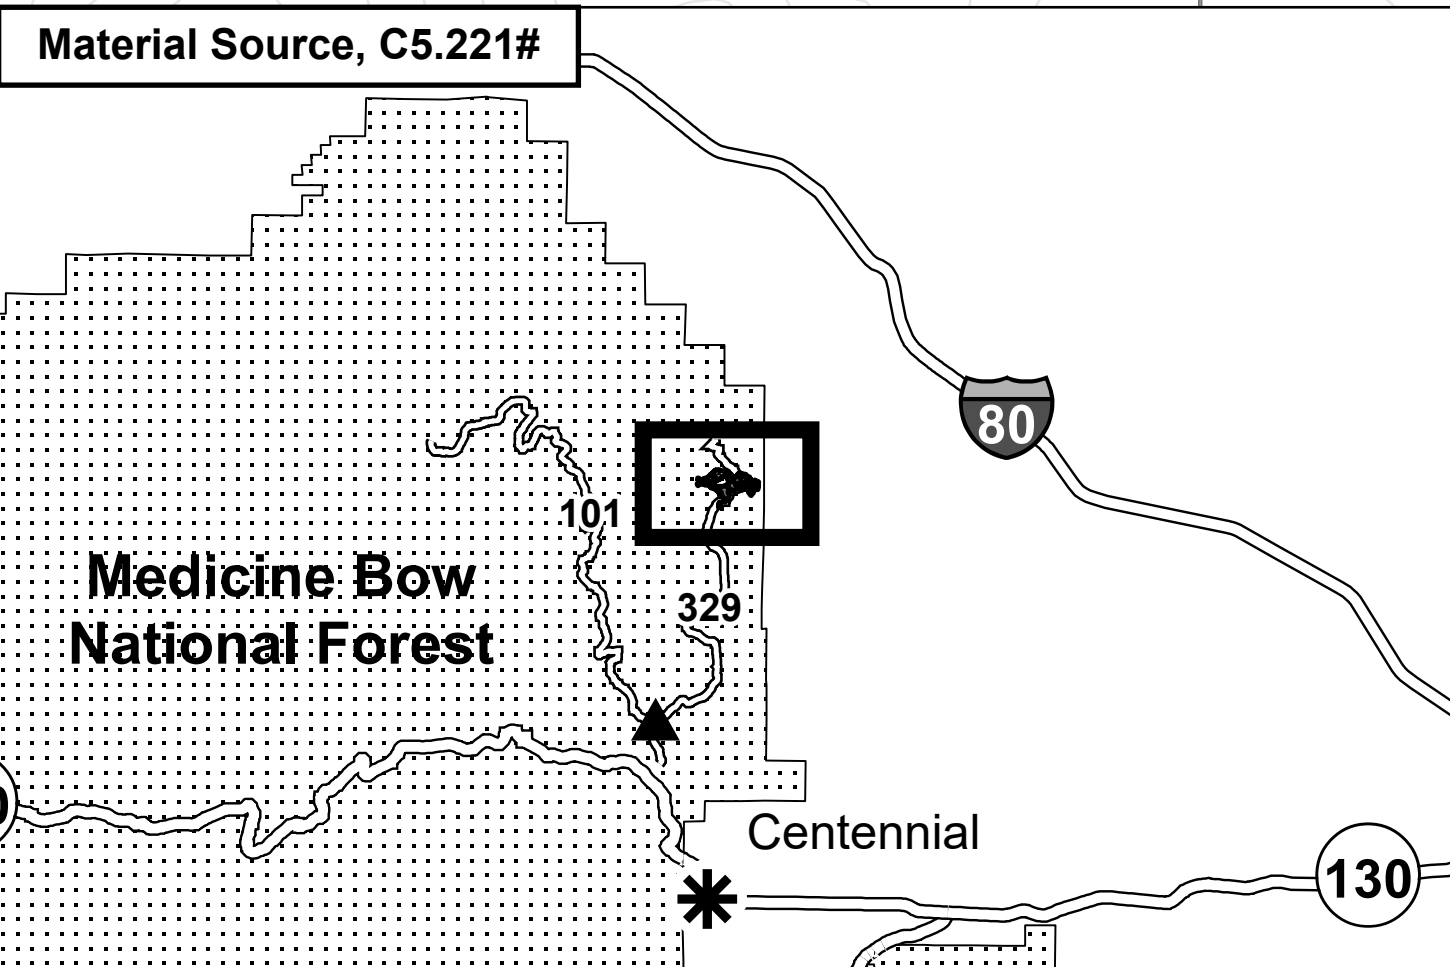 Material Source, C5.221#
80
101
Medicine Bow
National Forest
329
Centennial
130